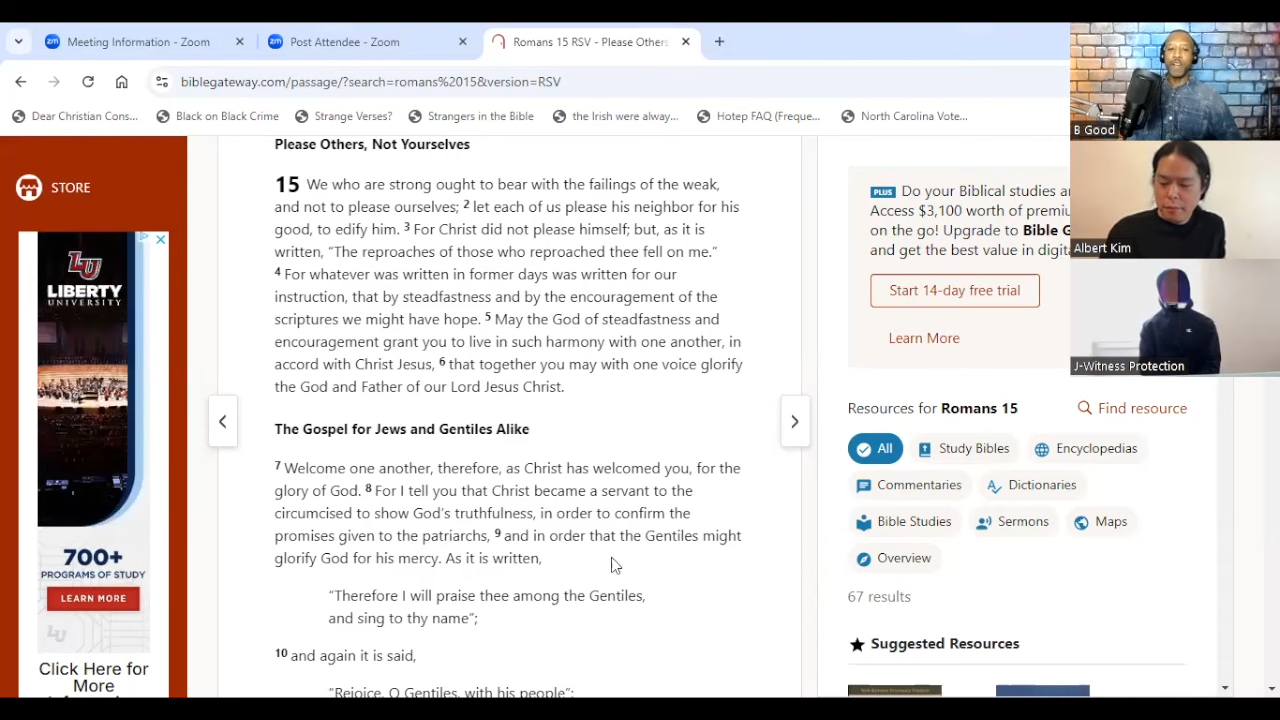 Meeting Information - Zoom
Post Attendee - Zoom
Romans 15 RSV - Please Others
biblegateway.com/passage/?search=romans%2015&version=RSV
Dear Christian Cons...
Black on Black Crime
Strange Verses?
Strangers in the Bible
the Irish were alway...
Hotep FAQ (Freque...
North Carolina Vote...
B Good
Albert Kim
J-Witness Protection
STORE
LU
LIBERTY
UNIVERSITY
700+
PROGRAMS OF STUDY
LEARN MORE
Click Here for
More
Please Others, Not Yourselves
15 We who are strong ought to bear with the failings of the weak,
and not to please ourselves; 2 let each of us please his neighbor for his
good, to edify him. 3 For Christ did not please himself; but, as it is
written, “The reproaches of those who reproached thee fell on me.”
4 For whatever was written in former days was written for our
instruction, that by steadfastness and by the encouragement of the
scriptures we might have hope. 5 May the God of steadfastness and
encouragement grant you to live in such harmony with one another, in
accord with Christ Jesus, 6 that together you may with one voice glorify
the God and Father of our Lord Jesus Christ.
The Gospel for Jews and Gentiles Alike
7 Welcome one another, therefore, as Christ has welcomed you, for the
glory of God. 8 For I tell you that Christ became a servant to the
circumcised to show God’s truthfulness, in order to confirm the
promises given to the patriarchs, 9 and in order that the Gentiles might
glorify God for his mercy. As it is written,
“Therefore I will praise thee among the Gentiles,
and sing to thy name”;
10 and again it is said,
“Rejoice, O Gentiles, with his people”;
PLUS Do your Biblical studies a
Access $3,100 worth of premi
on the go! Upgrade to Bible G
and get the best value in digit
Start 14-day free trial
Learn More
Resources for Romans 15
Find resource
All
Study Bibles
Encyclopedias
Commentaries
Dictionaries
Bible Studies
Sermons
Maps
Overview
67 results
Suggested Resources